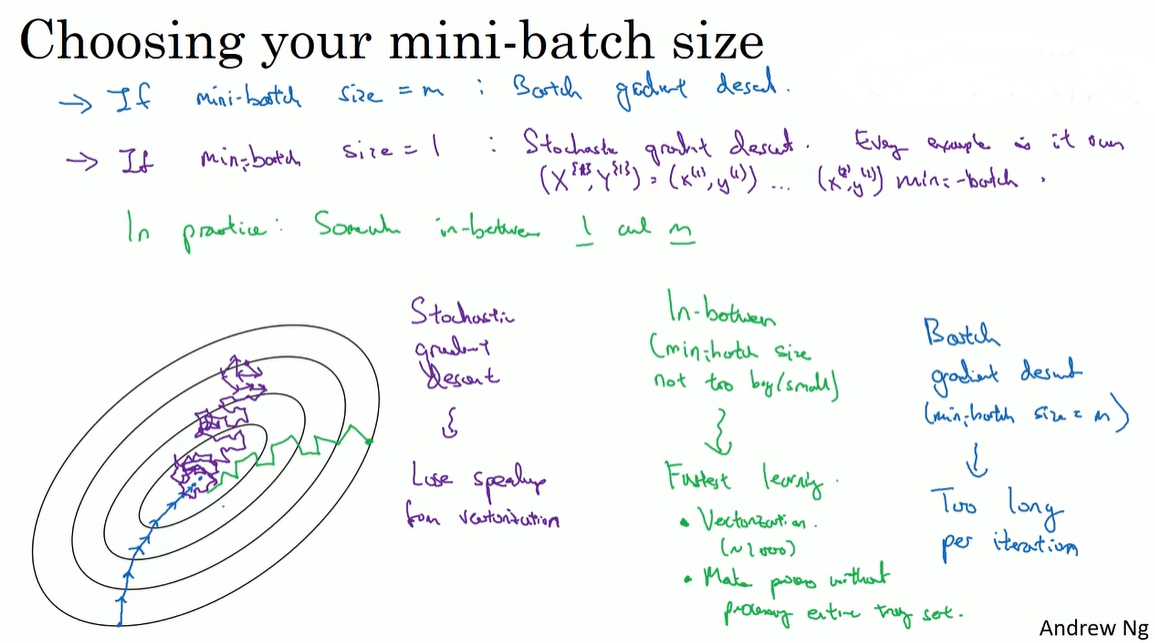 Choosing your mini-batch size
→ If mini-batch size = m : Batch gradient descent.
→ If mini-batch size = 1 : Stochastic gradient descent. Every example is it own
(X^{1}, Y^{1}) = (x^(1), y^(1)) ... (x^(2), y^(2)) mini-batch.
In practice: Somewhere in-between 1 and m
Stochastic
gradient
descent
Lose speedup
from vectorization
In-between
(mini-batch size
not too big/small)
Fastest learning.
• Vectorization.
(~1000)
• Make progress without
processing entire training set.
Batch
gradient descent
(mini-batch size = m)
Too long
per iteration
Andrew Ng